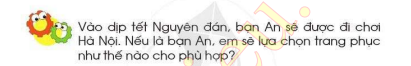 Vào dịp tết Nguyên đán, bạn An sẽ được đi chơi
Hà Nội. Nếu là bạn An, em sẽ lựa chọn trang phục
như thế nào cho phù hợp?